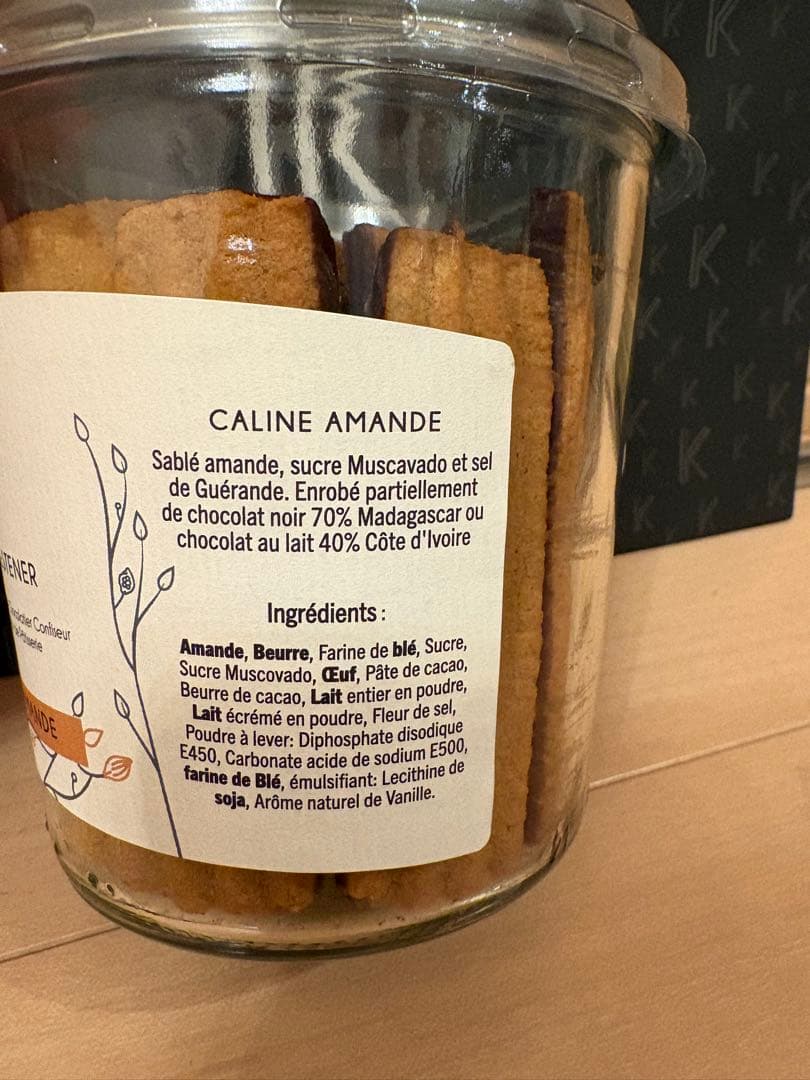 CALINE AMANDE
Sablé amande, sucre Muscavado et sel
de Guérande. Enrobé partiellement
de chocolat noir 70% Madagascar ou
chocolat au lait 40% Côte d'Ivoire
Ingrédients :
Amande, Beurre, Farine de blé, Sucre,
Sucre Muscovado, Œuf, Pâte de cacao,
Beurre de cacao, Lait entier en poudre,
Lait écrémé en poudre, Fleur de sel,
Poudre à lever: Diphosphate disodique
E450, Carbonate acide de sodium E500,
farine de Blé, émulsifiant: Lecithine de
soja, Arôme naturel de Vanille.
TENER
Confiseur
ANDE
K